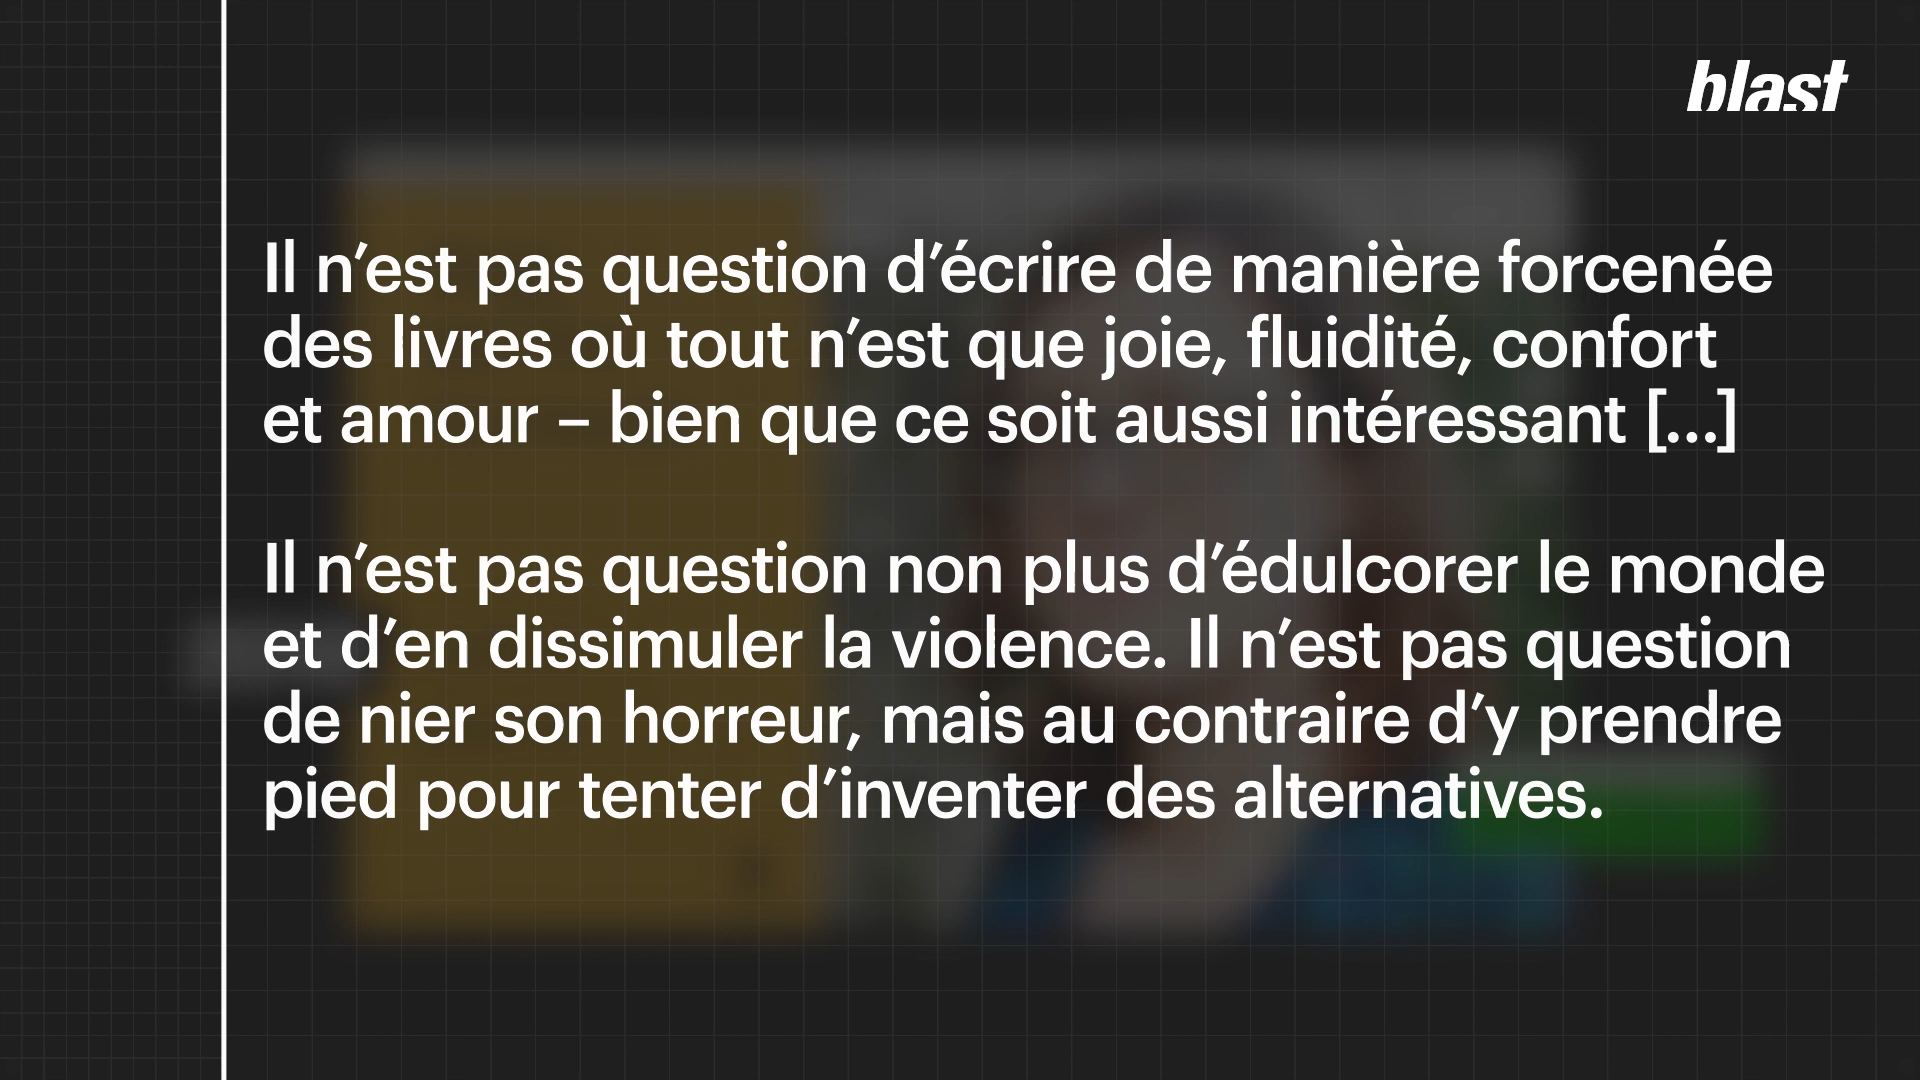 blast
Il n’est pas question d’écrire de manière forcenée
des livres où tout n’est que joie, fluidité, confort
et amour – bien que ce soit aussi intéressant [...]
Il n’est pas question non plus d’édulcorer le monde
et d’en dissimuler la violence. Il n’est pas question
de nier son horreur, mais au contraire d’y prendre
pied pour tenter d’inventer des alternatives.